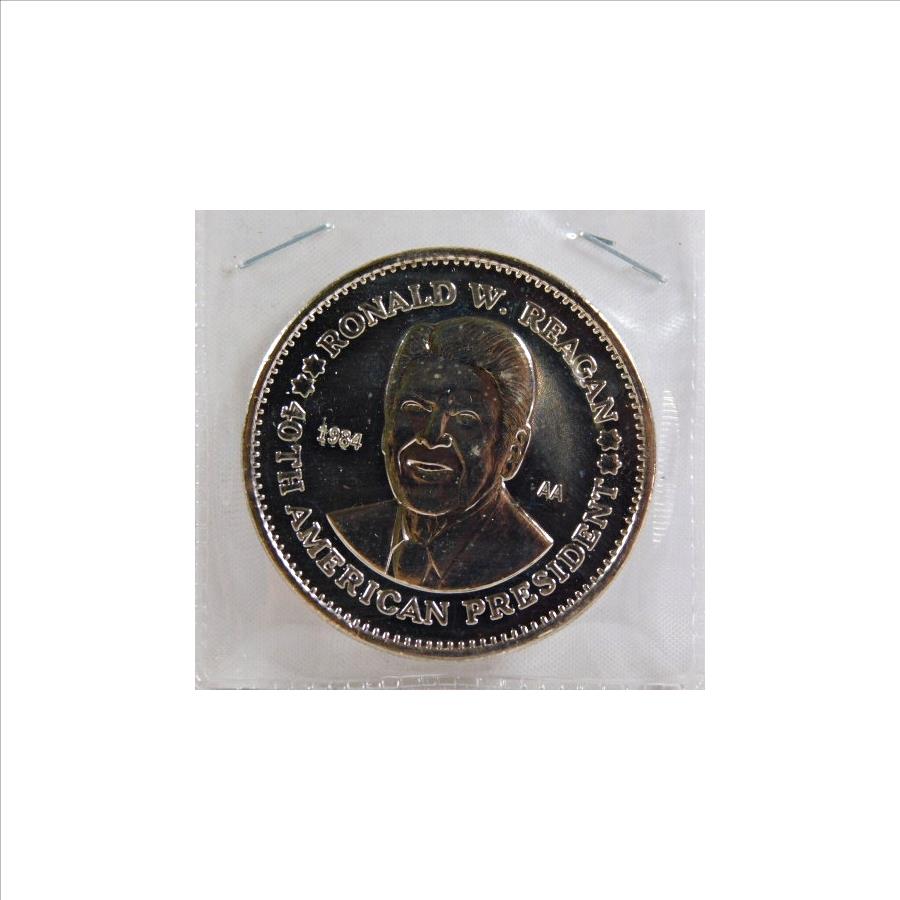 RONALD W. REAGAN
40TH AMERICAN PRESIDENT
1984
AA